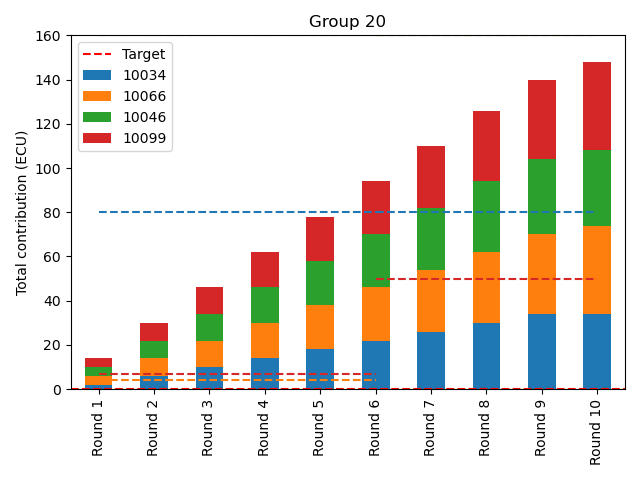 Group 20
Target
10034
10066
10046
10099
Total contribution (ECU)
160
140
120
100
80
60
40
20
0
Round 1
Round 2
Round 3
Round 4
Round 5
Round 6
Round 7
Round 8
Round 9
Round 10